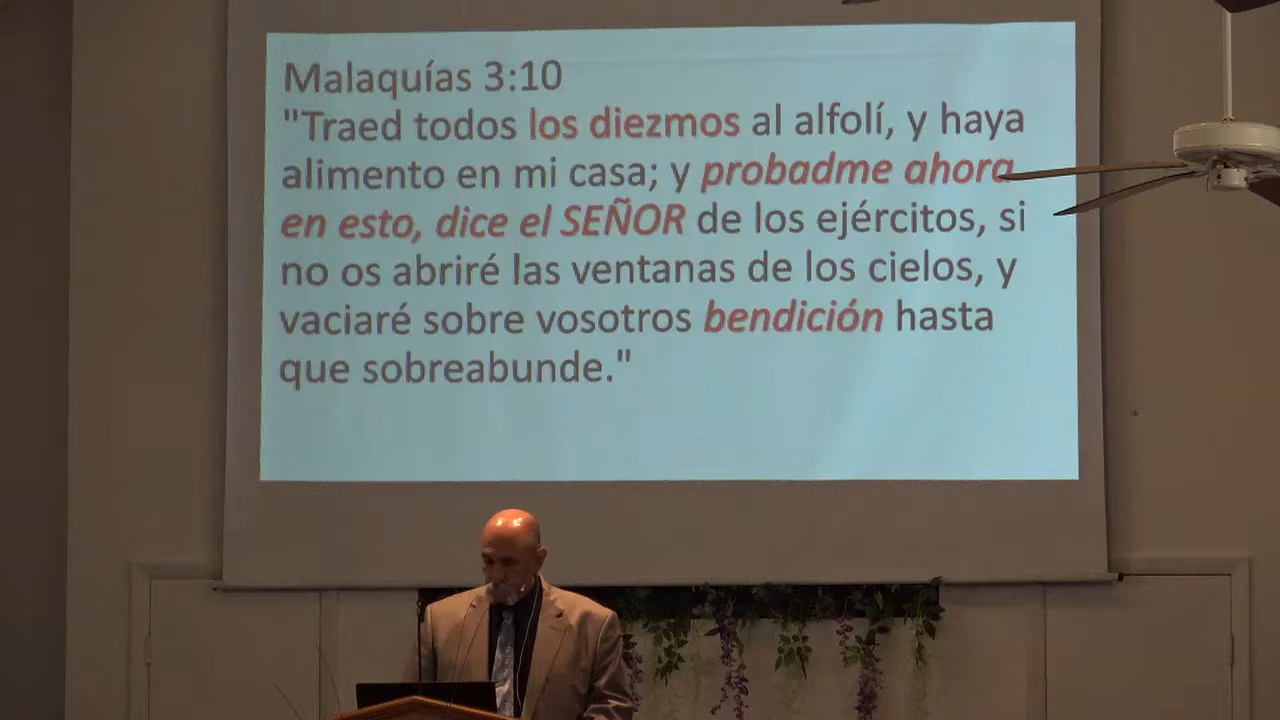 Malaquías 3:10
"Traed todos los diezmos al alfolí, y haya
alimento en mi casa; y probadme ahora
en esto, dice el SEÑOR de los ejércitos, si
no os abriré las ventanas de los cielos, y
vaciaré sobre vosotros bendición hasta
que sobreabunde."